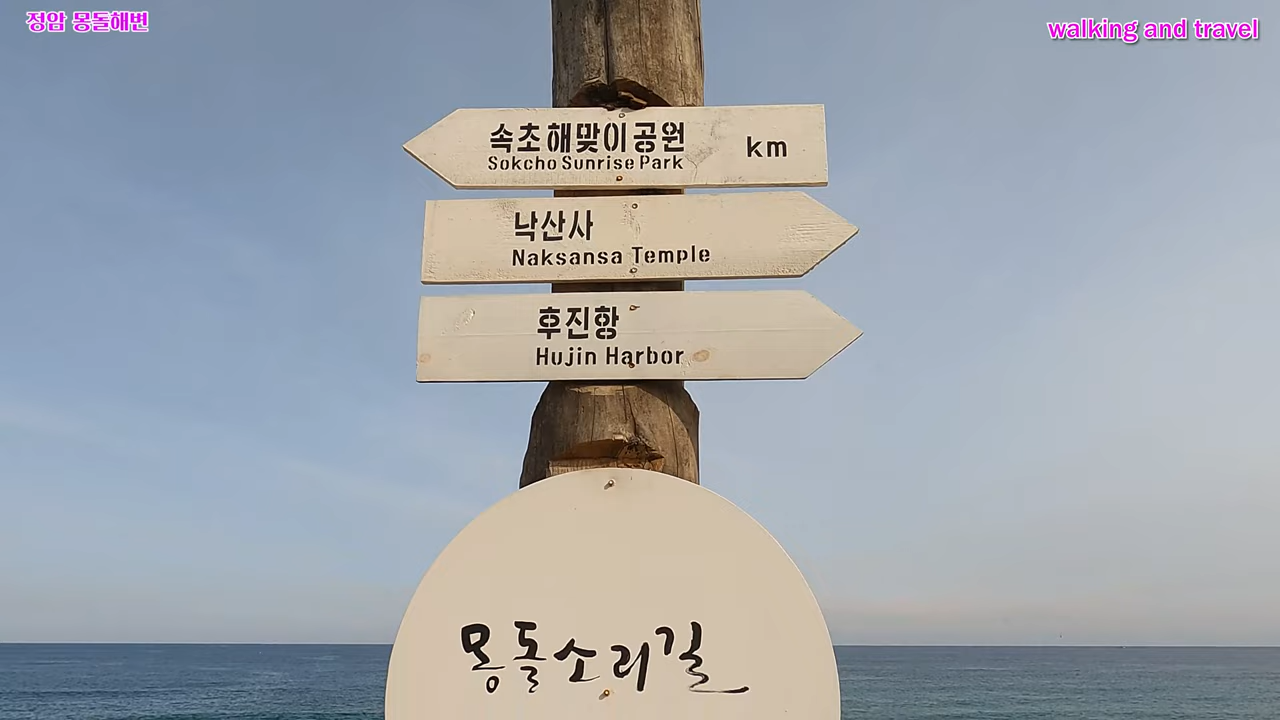 정암 몽돌해변
walking and travel
속초해맞이공원 km
Sokcho Sunrise Park
낙산사
Naksansa Temple
후진항
Hujin Harbor
몽돌소리길